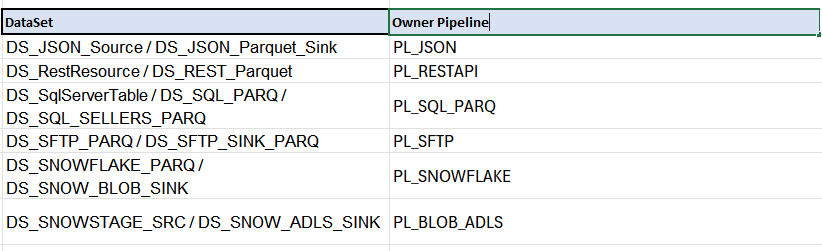 DataSet Owner Pipeline
DS_JSON_Source / DS_JSON_Parquet_Sink PL_JSON
DS_RestResource / DS_REST_Parquet PL_RESTAPI
DS_SqlServerTable / DS_SQL_PARQ /
DS_SQL_SELLERS_PARQ PL_SQL_PARQ
DS_SFTP_PARQ / DS_SFTP_SINK_PARQ PL_SFTP
DS_SNOWFLAKE_PARQ /
DS_SNOW_BLOB_SINK PL_SNOWFLAKE
DS_SNOWSTAGE_SRC / DS_SNOW_ADLS_SINK PL_BLOB_ADLS